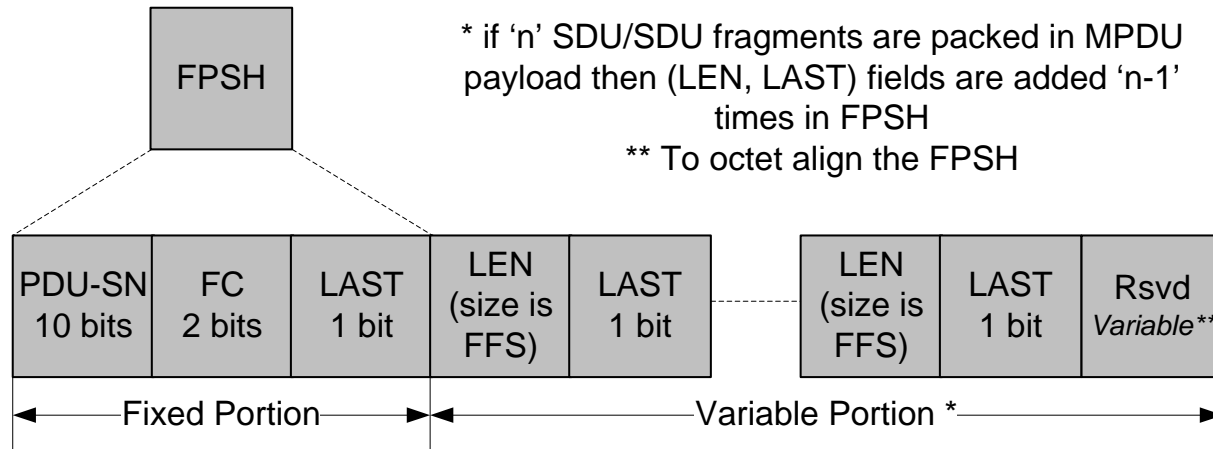 FPSH
* if ‘n’ SDU/SDU fragments are packed in MPDU
payload then (LEN, LAST) fields are added ‘n-1’
times in FPSH
** To octet align the FPSH
PDU-SN
10 bits
FC
2 bits
LAST
1 bit
LEN
(size is
FFS)
LAST
1 bit
LEN
(size is
FFS)
LAST
1 bit
Rsvd
Variable**
Fixed Portion
Variable Portion *